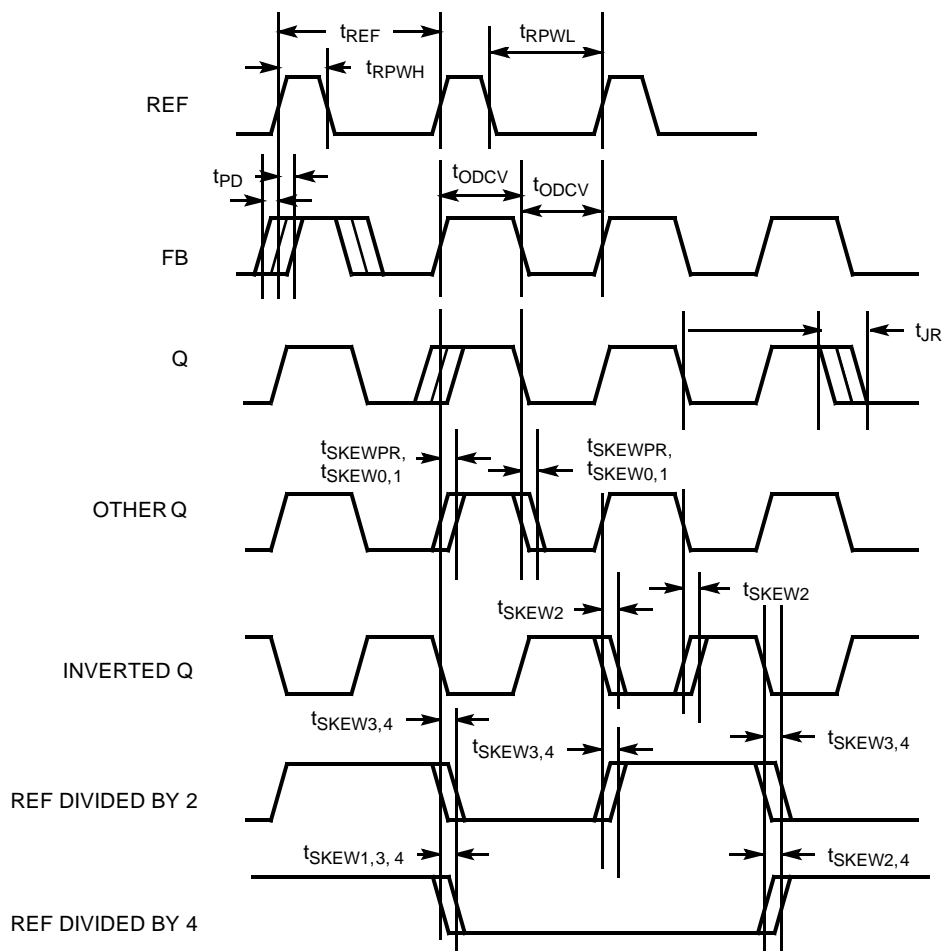 tREF
tRPWL
tRPWH
REF
tPD
tODCV
tODCV
FB
tJR
Q
tSKEWPR,
tSKEW0,1
tSKEWPR,
tSKEW0,1
OTHER Q
tSKEW2
tSKEW2
INVERTED Q
tSKEW3,4
tSKEW3,4
tSKEW3,4
REF DIVIDED BY 2
tSKEW1,3, 4
tSKEW2,4
REF DIVIDED BY 4